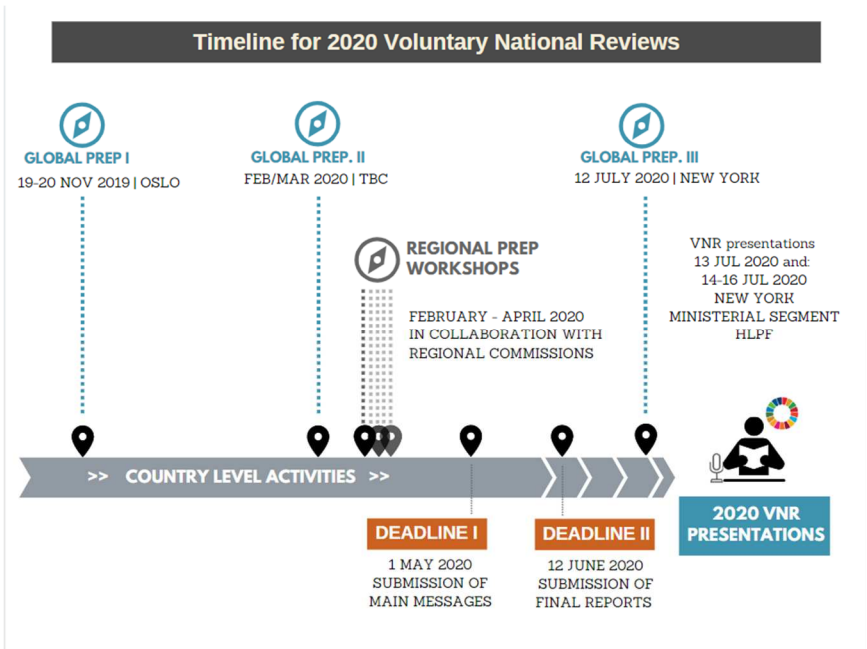 Timeline for 2020 Voluntary National Reviews
GLOBAL PREP I
19-20 NOV 2019 | OSLO
GLOBAL PREP. II
FEB/MAR 2020 | TBC
GLOBAL PREP. III
12 JULY 2020 | NEW YORK
REGIONAL PREP
WORKSHOPS
FEBRUARY - APRIL 2020
IN COLLABORATION WITH
REGIONAL COMMISSIONS
VNR presentations
13 JUL 2020 and:
14-16 JUL 2020
NEW YORK
MINISTERIAL SEGMENT
HLPF
>> COUNTRY LEVEL ACTIVITIES >>
DEADLINE I
1 MAY 2020
SUBMISSION OF
MAIN MESSAGES
DEADLINE II
12 JUNE 2020
SUBMISSION OF
FINAL REPORTS
2020 VNR
PRESENTATIONS